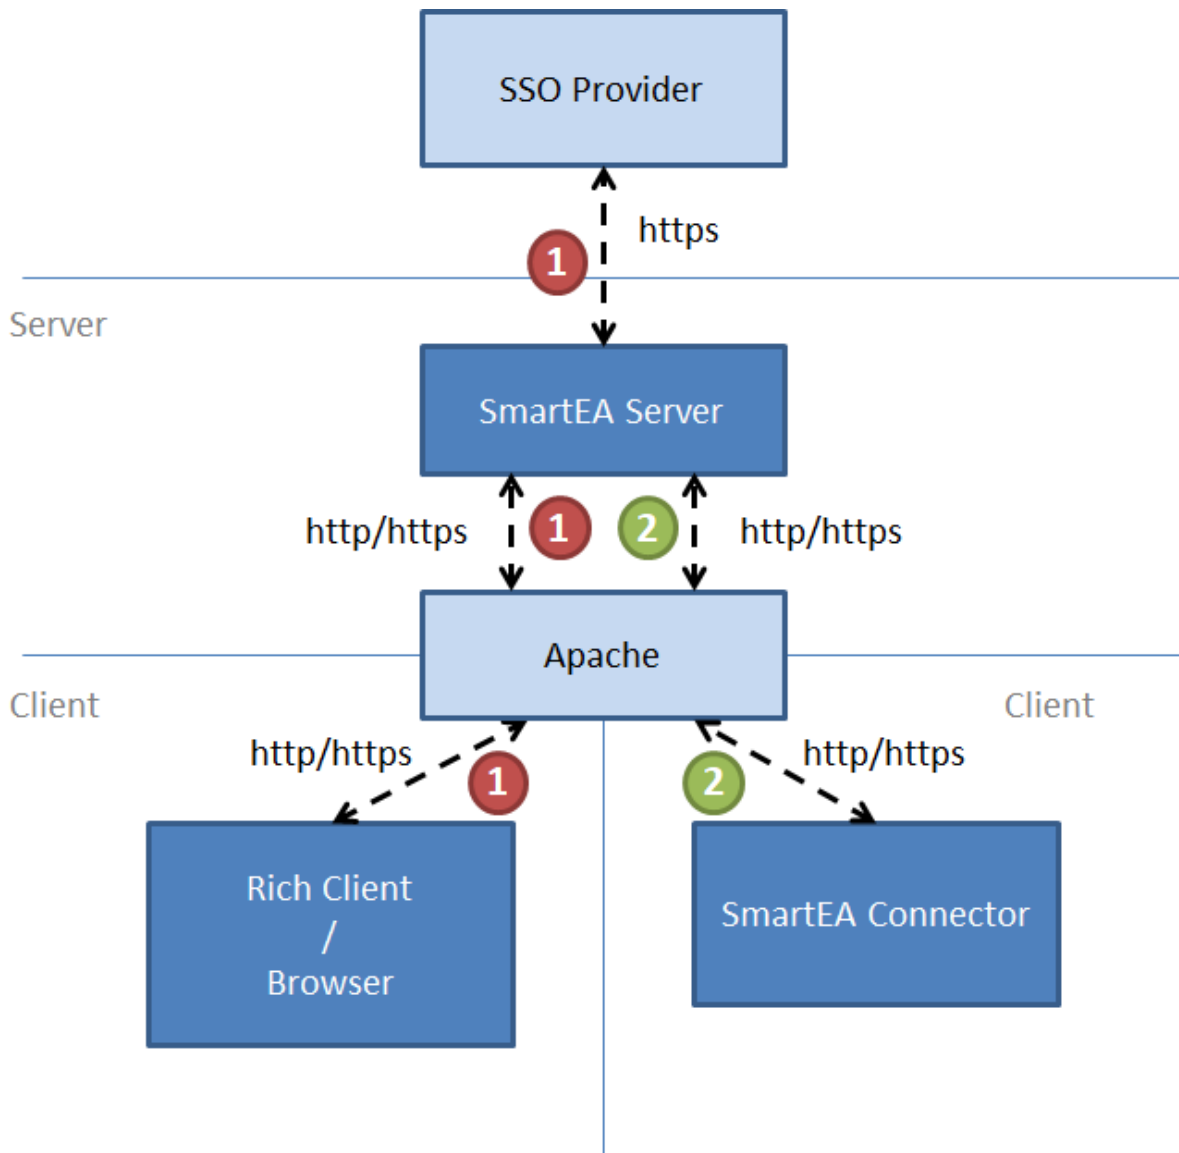 SSO Provider
https
1
Server
SmartEA Server
http/https
1
2
http/https
Apache
Client
Client
http/https
1
2
http/https
Rich Client
/
Browser
SmartEA Connector